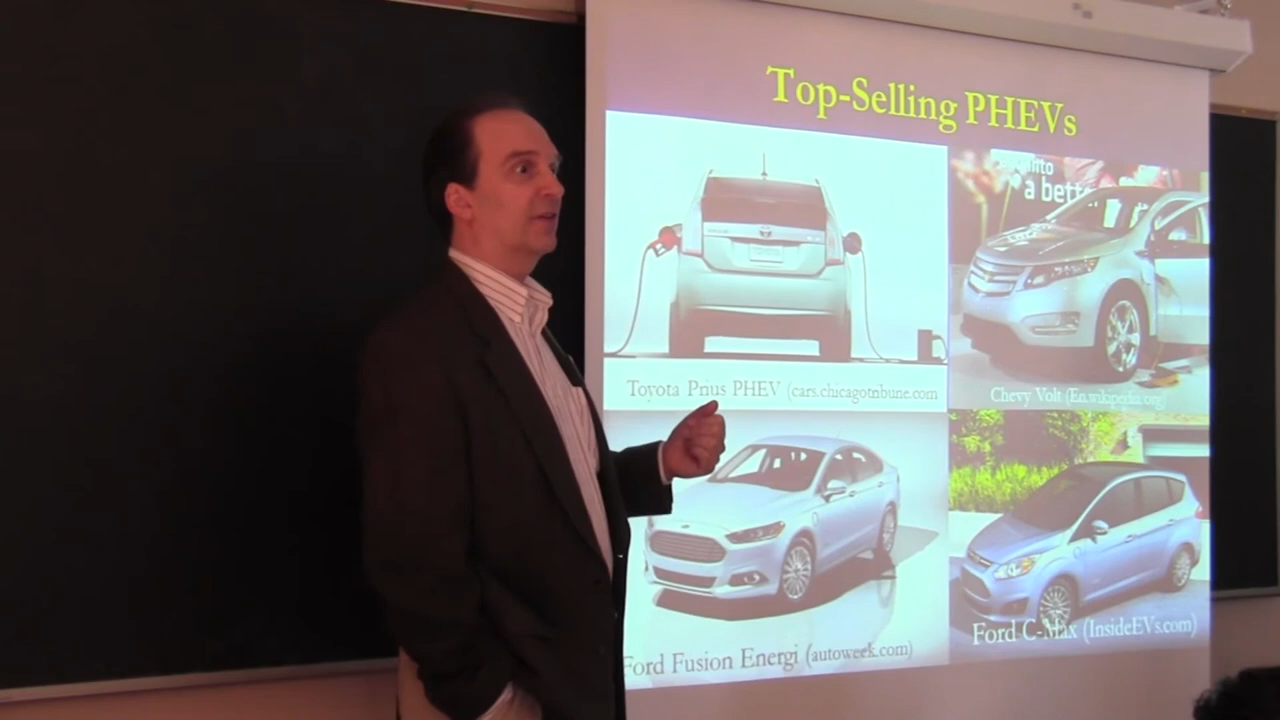 Top-Selling PHEVs
a bett
Toyota Prius PHEV (cars.chicagotribune.com
Chevy Volt (En.wikipedia.org)
Ford Fusion Energi (autoweek.com)
Ford C-Max (InsideEVs.com)